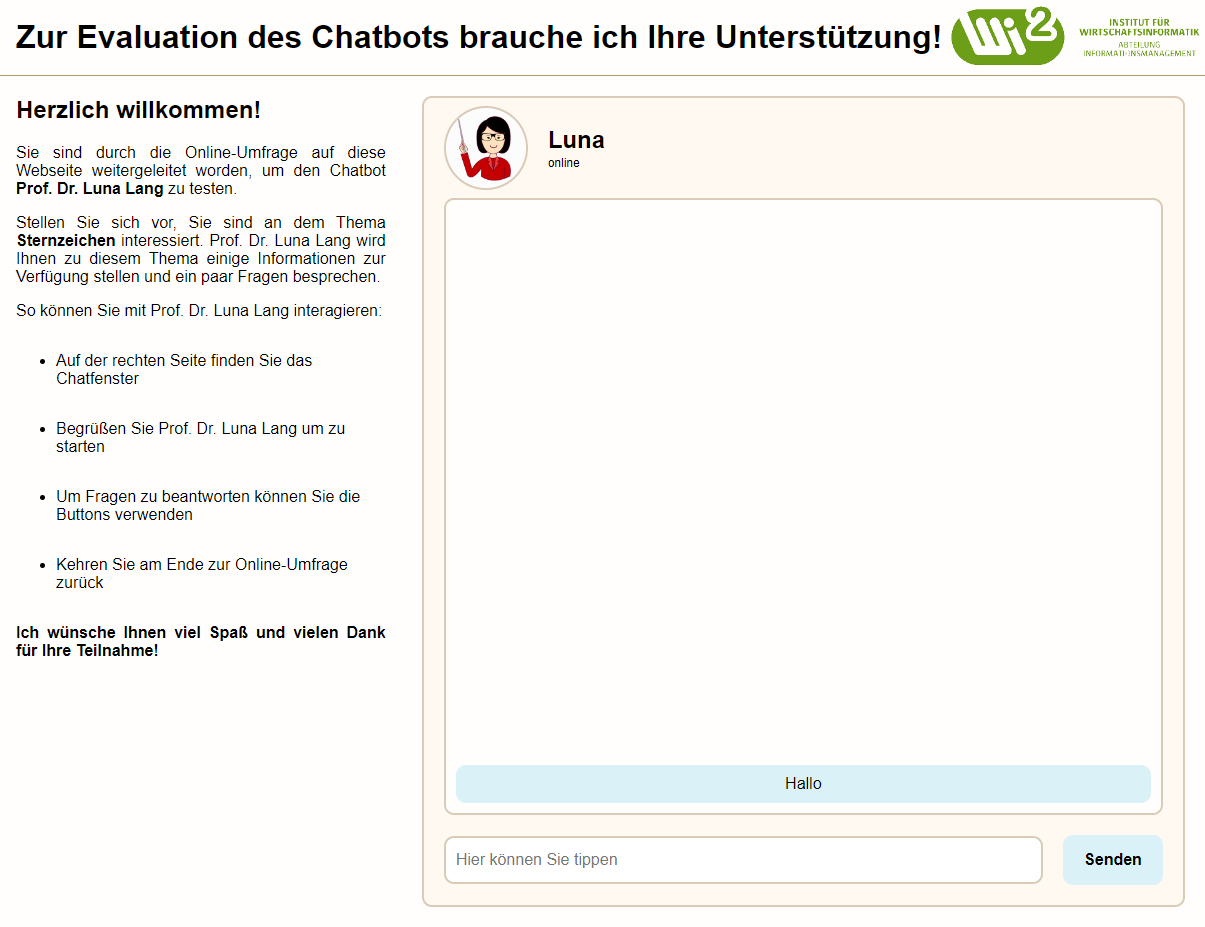 Zur Evaluation des Chatbots brauche ich Ihre Unterstützung!
Wi2
INSTITUT FÜR
WIRTSCHAFTSINFORMATIK
ABTEILUNG
INFORMATIONSMANAGEMENT
Herzlich willkommen!
Sie sind durch die Online-Umfrage auf diese
Webseite weitergeleitet worden, um den Chatbot
Prof. Dr. Luna Lang zu testen.
Stellen Sie sich vor, Sie sind an dem Thema
Sternzeichen interessiert. Prof. Dr. Luna Lang wird
Ihnen zu diesem Thema einige Informationen zur
Verfügung stellen und ein paar Fragen besprechen.
So können Sie mit Prof. Dr. Luna Lang interagieren:
• Auf der rechten Seite finden Sie das
Chatfenster
• Begrüßen Sie Prof. Dr. Luna Lang um zu
starten
• Um Fragen zu beantworten können Sie die
Buttons verwenden
• Kehren Sie am Ende zur Online-Umfrage
zurück
Ich wünsche Ihnen viel Spaß und vielen Dank
für Ihre Teilnahme!
Luna
online
Hallo
Hier können Sie tippen
Senden